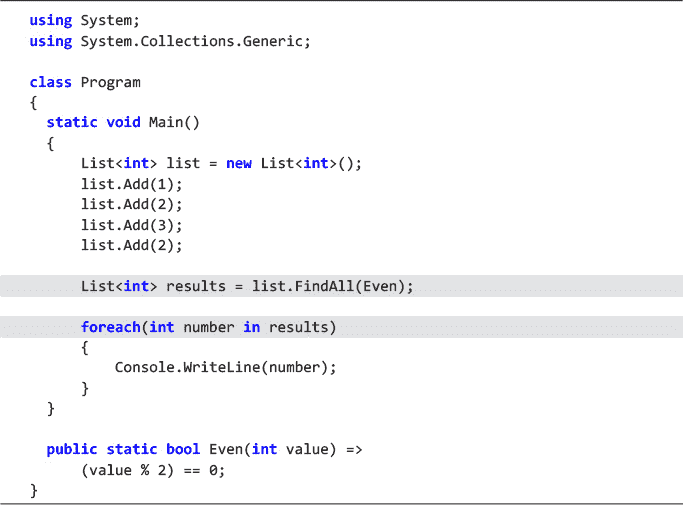 using System;
using System.Collections.Generic;

class Program
{
  static void Main()
  {
      List<int> list = new List<int>();
      list.Add(1);
      list.Add(2);
      list.Add(3);
      list.Add(2);

      List<int> results = list.FindAll(Even);

      foreach(int number in results)
      {
          Console.WriteLine(number);
      }
  }

  public static bool Even(int value) =>
      (value % 2) == 0;
}